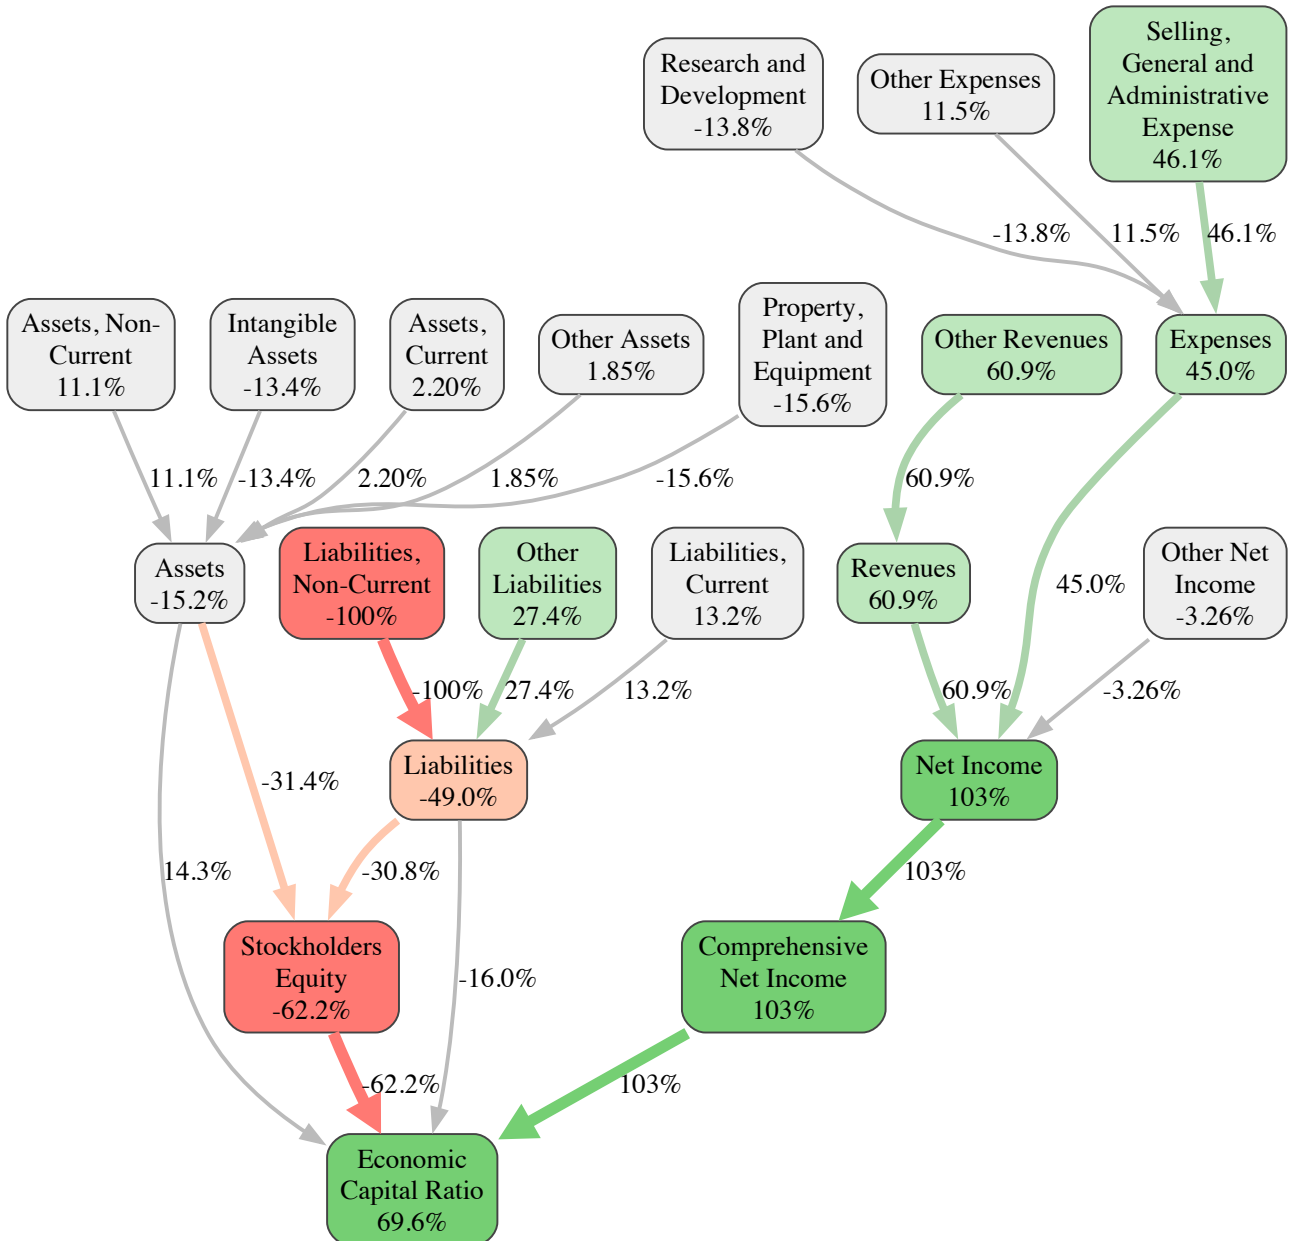 Selling,
General and
Administrative
Expense
46.1%
Research and
Development
-13.8%
Other Expenses
11.5%
-13.8%
11.5%
46.1%
Assets, Non-
Current
11.1%
Intangible
Assets
-13.4%
Assets,
Current
2.20%
Other Assets
1.85%
Property,
Plant and
Equipment
-15.6%
Other Revenues
60.9%
Expenses
45.0%
11.1%
-13.4%
2.20%
1.85%
-15.6%
60.9%
Assets
-15.2%
Liabilities,
Non-Current
-100%
Other
Liabilities
27.4%
Liabilities,
Current
13.2%
Revenues
60.9%
45.0%
Other Net
Income
-3.26%
-100%
27.4%
13.2%
60.9%
-3.26%
-31.4%
Liabilities
-49.0%
Net Income
103%
14.3%
-30.8%
103%
Stockholders
Equity
-62.2%
-16.0%
Comprehensive
Net Income
103%
-62.2%
103%
Economic
Capital Ratio
69.6%